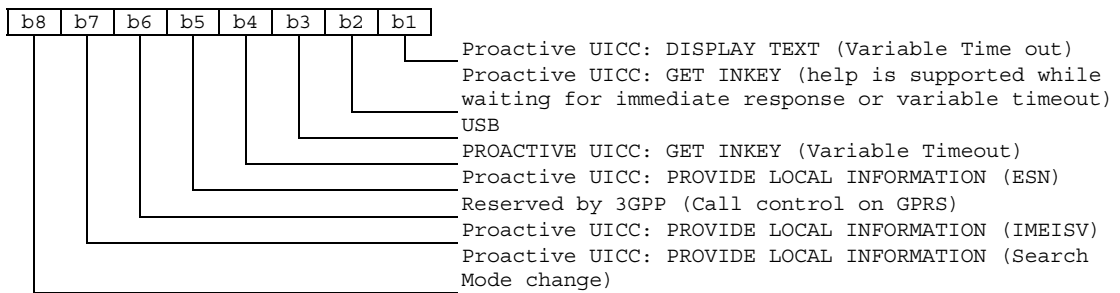 b8 b7 b6 b5 b4 b3 b2 b1
Proactive UICC: DISPLAY TEXT (Variable Time out)
Proactive UICC: GET INKEY (help is supported while
waiting for immediate response or variable timeout)
USB
PROACTIVE UICC: GET INKEY (Variable Timeout)
Proactive UICC: PROVIDE LOCAL INFORMATION (ESN)
Reserved by 3GPP (Call control on GPRS)
Proactive UICC: PROVIDE LOCAL INFORMATION (IMEISV)
Proactive UICC: PROVIDE LOCAL INFORMATION (Search
Mode change)